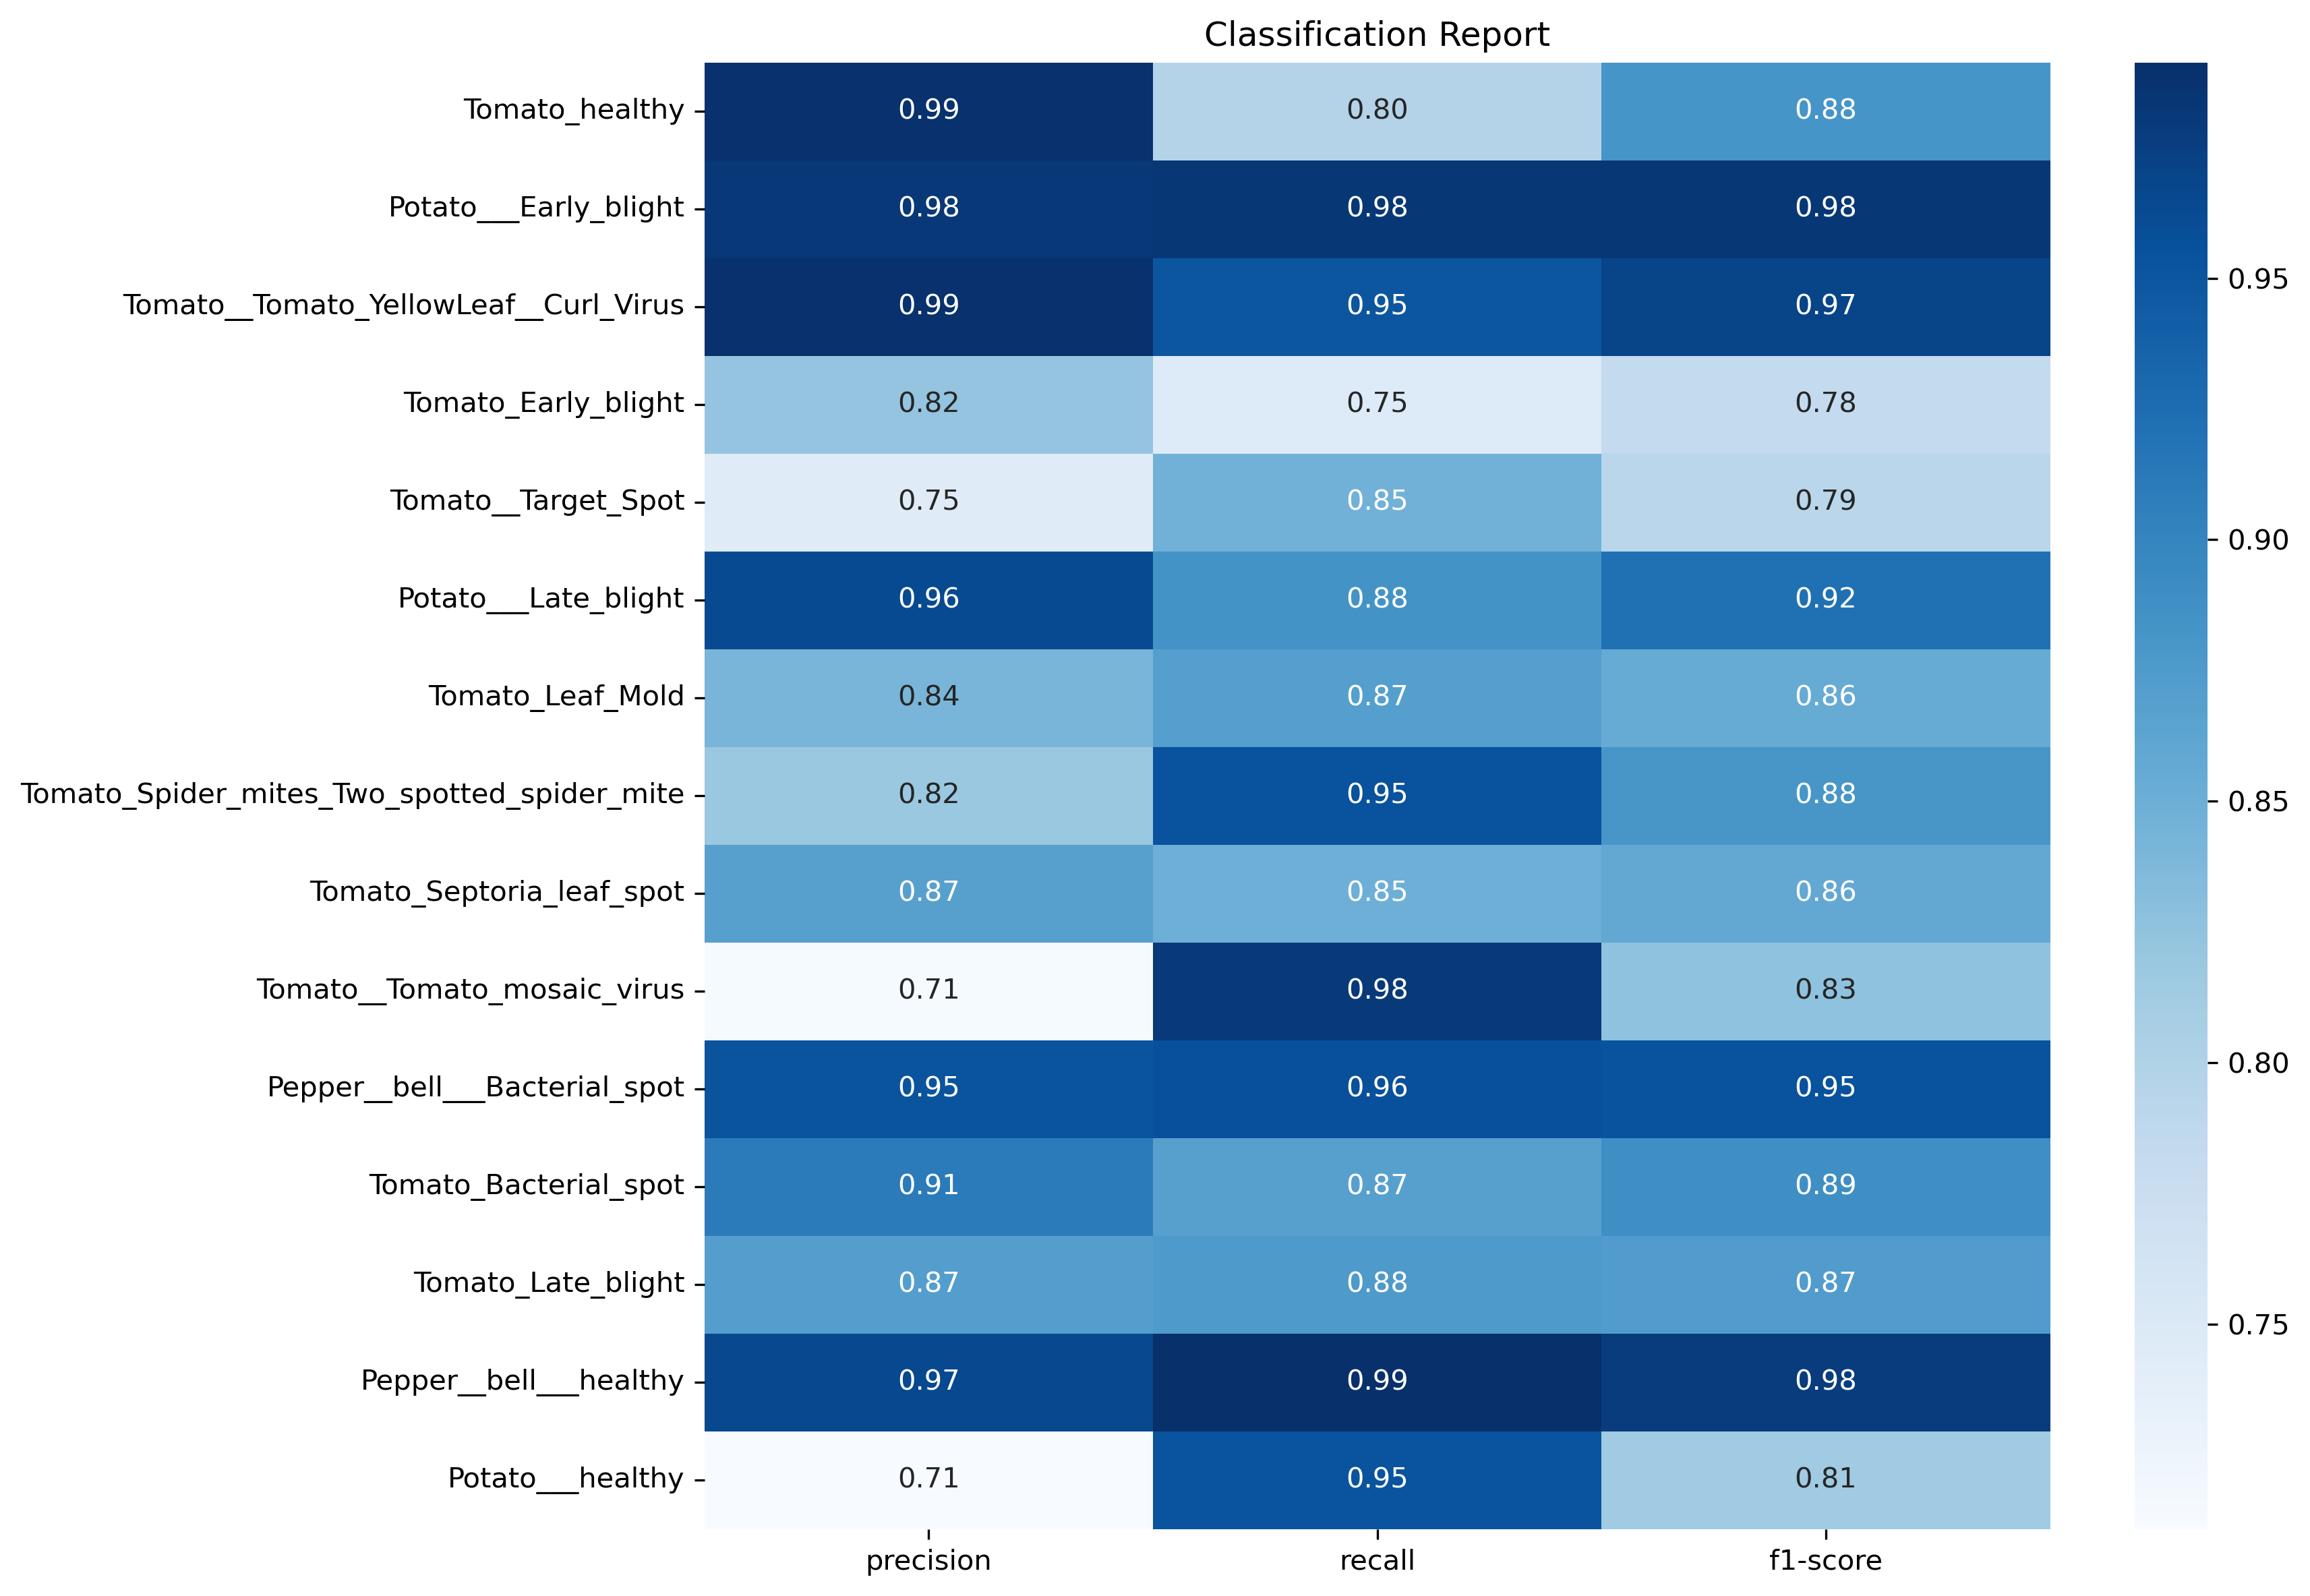 Classification Report
Tomato_healthy 0.99 0.80 0.88
Potato___Early_blight 0.98 0.98 0.98
Tomato__Tomato_YellowLeaf__Curl_Virus 0.99 0.95 0.97
Tomato_Early_blight 0.82 0.75 0.78
Tomato__Target_Spot 0.75 0.85 0.79
Potato___Late_blight 0.96 0.88 0.92
Tomato_Leaf_Mold 0.84 0.87 0.86
Tomato_Spider_mites_Two_spotted_spider_mite 0.82 0.95 0.88
Tomato_Septoria_leaf_spot 0.87 0.85 0.86
Tomato__Tomato_mosaic_virus 0.71 0.98 0.83
Pepper__bell___Bacterial_spot 0.95 0.96 0.95
Tomato_Bacterial_spot 0.91 0.87 0.89
Tomato_Late_blight 0.87 0.88 0.87
Pepper__bell___healthy 0.97 0.99 0.98
Potato___healthy 0.71 0.95 0.81
precision recall f1-score
0.95
0.90
0.85
0.80
0.75